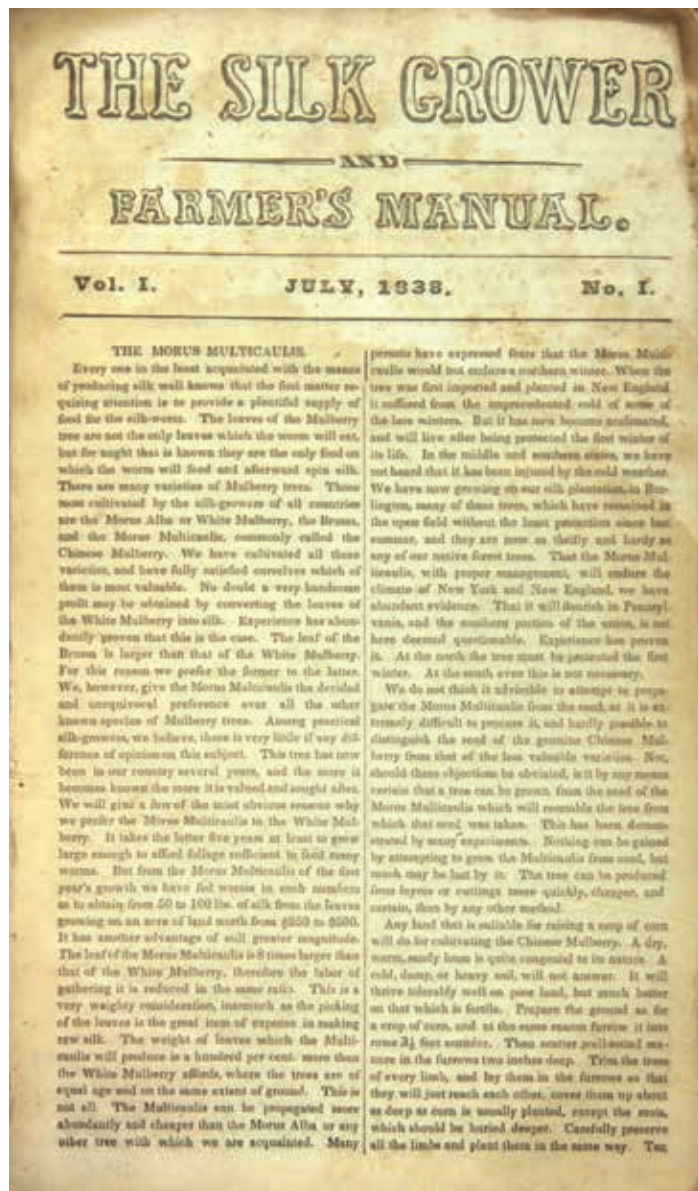 THE SILK GROWER
AND
FARMER'S MANUAL.
Vol. I. JULY, 1838. No. I.
THE MORUS MULTICAULIS.
Every one in the least acquainted with the means
of producing silk well knows that the first matter re-
quiring attention is to provide a plentiful supply of
food for the silk-worm. The leaves of the Mulberry
tree are not the only leaves which the worm will eat,
but for aught that is known they are the only food on
which the worm will feed and afterward spin silk.
There are many varieties of Mulberry trees. Those
most cultivated by the silk-growers of all countries
are the Morus Alba or White Mulberry, the Brussa,
and the Morus Multicaulis, commonly called the
Chinese Mulberry. We have cultivated all these
varieties, and have fully satisfied ourselves which of
them is most valuable. No doubt a very handsome
profit may be obtained by converting the leaves of
the White Mulberry into silk. Experience has abun-
dantly proven that this is the case. The leaf of the
Brussa is larger than that of the White Mulberry.
For this reason we prefer the former to the latter.
We, however, give the Morus Multicaulis the decided
and unequivocal preference over all the other
known species of Mulberry trees. Among practical
silk-growers, we believe, there is very little if any dif-
ference of opinion on this subject. This tree has now
been in our country several years, and the more it
becomes known the more it is valued and sought after.
We will give a few of the most obvious reasons why
we prefer the Morus Multicaulis to the White Mul-
berry. It takes the latter five years at least to grow
large enough to afford foliage sufficient to feed many
worms. But from the Morus Multicaulis of the first
year's growth we have fed worms in such numbers
as to obtain from 50 to 100 lbs. of silk from the leaves
growing on an acre of land worth from $250 to $500.
It has another advantage of still greater magnitude.
The leaf of the Morus Multicaulis is 8 times larger than
that of the White Mulberry, therefore the labor of
gathering it is reduced in the same ratio. This is a
very weighty consideration, inasmuch as the picking
of the leaves is the great item of expense in making
raw silk. The weight of leaves which the Multi-
caulis will produce is a hundred per cent. more than
the White Mulberry affords, where the trees are of
equal age and on the same extent of ground. This is
not all. The Multicaulis can be propagated more
abundantly and cheaper than the Morus Alba or any
other tree with which we are acquainted. Many
persons have expressed fears that the Morus Multi-
caulis would not endure a northern winter. When the
tree was first imported and planted in New England
it suffered from the unprecedented cold of some of
the late winters. But it has now become acclimated,
and will live after being protected the first winter of
its life. In the middle and southern states, we have
not heard that it has been injured by the cold weather.
We have now growing on our silk plantation, in Bur-
lington, many of these trees, which have remained in
the open field without the least protection since last
summer, and they are now as thrifty and hardy as
any of our native forest trees. That the Morus Mul-
ticaulis, with proper management, will endure the
climate of New York and New England, we have
abundant evidence. That it will flourish in Pennsyl-
vania, and the southern portion of the union, is not
here deemed questionable. Experience has proven
it. At the north the tree must be protected the first
winter. At the south even this is not necessary.
We do not think it advisable to attempt to propa-
gate the Morus Multicaulis from the seed, as it is ex-
tremely difficult to procure it, and hardly possible to
distinguish the seed of the genuine Chinese Mul-
berry from that of the less valuable varieties. Nor,
should these objections be obviated, is it by any means
certain that a tree can be grown from the seed of the
Morus Multicaulis which will resemble the tree from
which that seed was taken. This has been demon-
strated by many experiments. Nothing can be gained
by attempting to grow the Multicaulis from seed, but
much may be lost by it. The tree can be produced
from layers or cuttings more quickly, cheaper, and
certain, than by any other method.
Any land that is suitable for raising a crop of corn
will do for cultivating the Chinese Mulberry. A dry,
warm, sandy loam is quite congenial to its nature. A
cold, damp, or heavy soil, will not answer. It will
thrive tolerably well on poor land, but much better
on that which is fertile. Prepare the ground as for
a crop of corn, and at the same season furrow it into
rows 3½ feet asunder. Then scatter well-rotted ma-
nure in the furrows two inches deep. Trim the trees
of every limb, and lay them in the furrows so that
they will just reach each other, cover them up about
as deep as corn is usually planted, except the roots,
which should be buried deeper. Carefully preserve
all the limbs and plant them in the same way. Ten